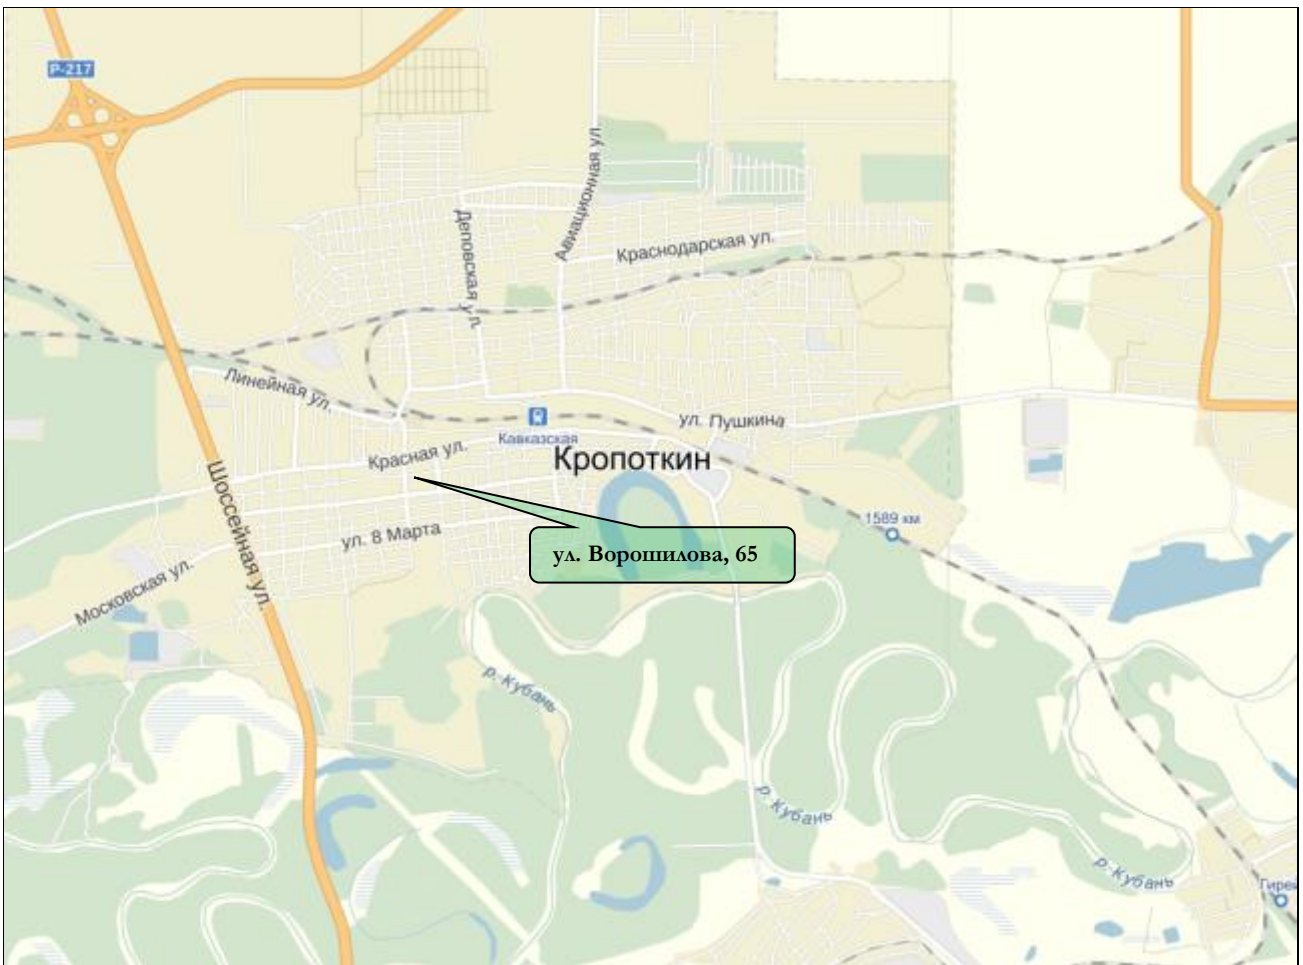 Р-217
Авиационная ул
Деповская ул.
Краснодарская ул.
Линейная ул.
ул. Пушкина
Кавказская
Красная ул.
Кропоткин
Шоссейная ул.
1589 км
ул. 8 Марта
ул. Ворошилова, 65
Московская ул.
р. Кубань
р. Кубань
р. Кубань
Гирей